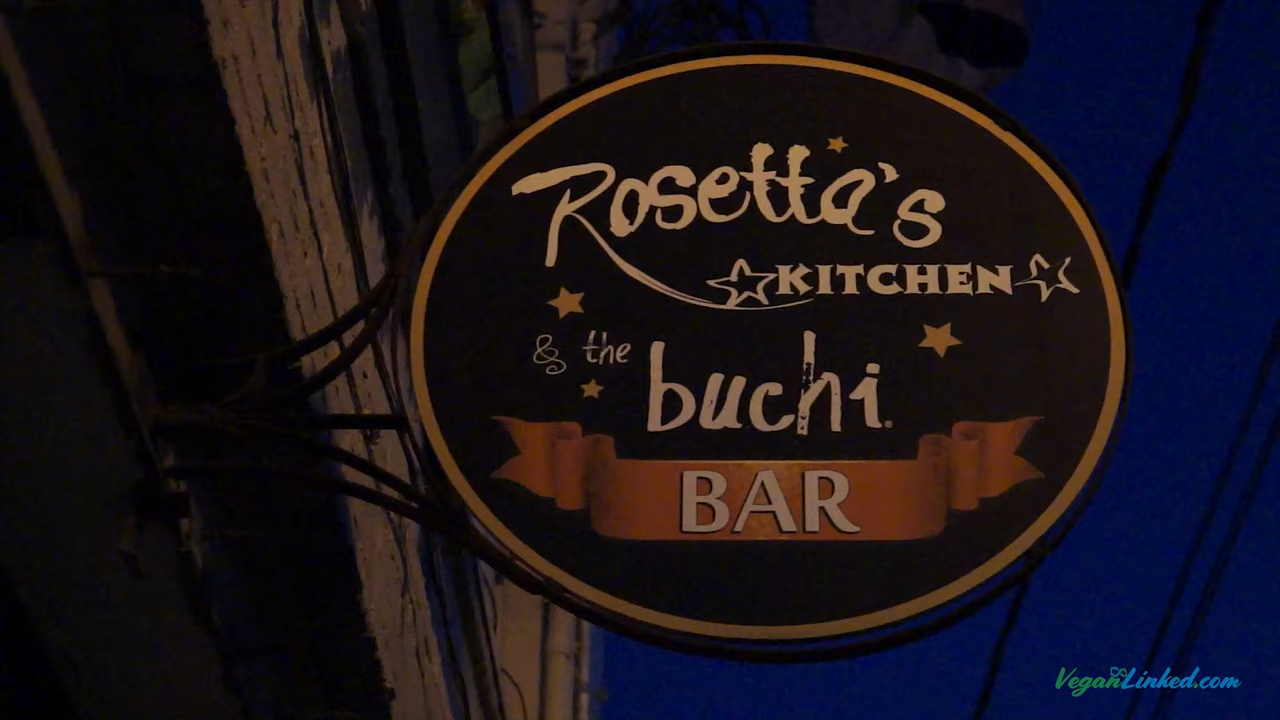 Rosetta's
KITCHEN
& the buchi.
BAR
VeganLinked.com